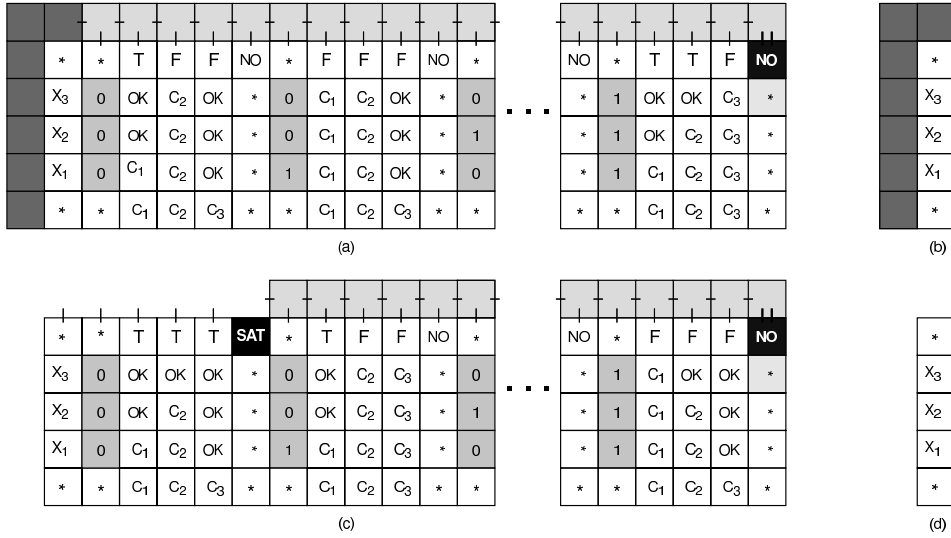 * * T F F NO * F F F NO * NO * T T F NO *
X3 0 OK C2 OK * 0 C1 C2 OK * 0 ... * 1 OK OK C3 * X3
X2 0 OK C2 OK * 0 C1 C2 OK * 1 * 1 OK C2 C3 * X2
X1 0 C1 C2 OK * 1 C1 C2 OK * 0 * 1 C1 C2 C3 * X1
* * C1 C2 C3 * * C1 C2 C3 * * * * C1 C2 C3 * *
(a) (b)
* * T T T SAT * T F F NO * NO * F F F NO *
X3 0 OK OK OK * 0 OK C2 C3 * 0 ... * 1 C1 OK OK * X3
X2 0 OK C2 OK * 0 OK C2 C3 * 1 * 1 C1 C2 OK * X2
X1 0 C1 C2 OK * 1 C1 C2 C3 * 0 * 1 C1 C2 OK * X1
* * C1 C2 C3 * * C1 C2 C3 * * * * C1 C2 C3 * *
(c) (d)